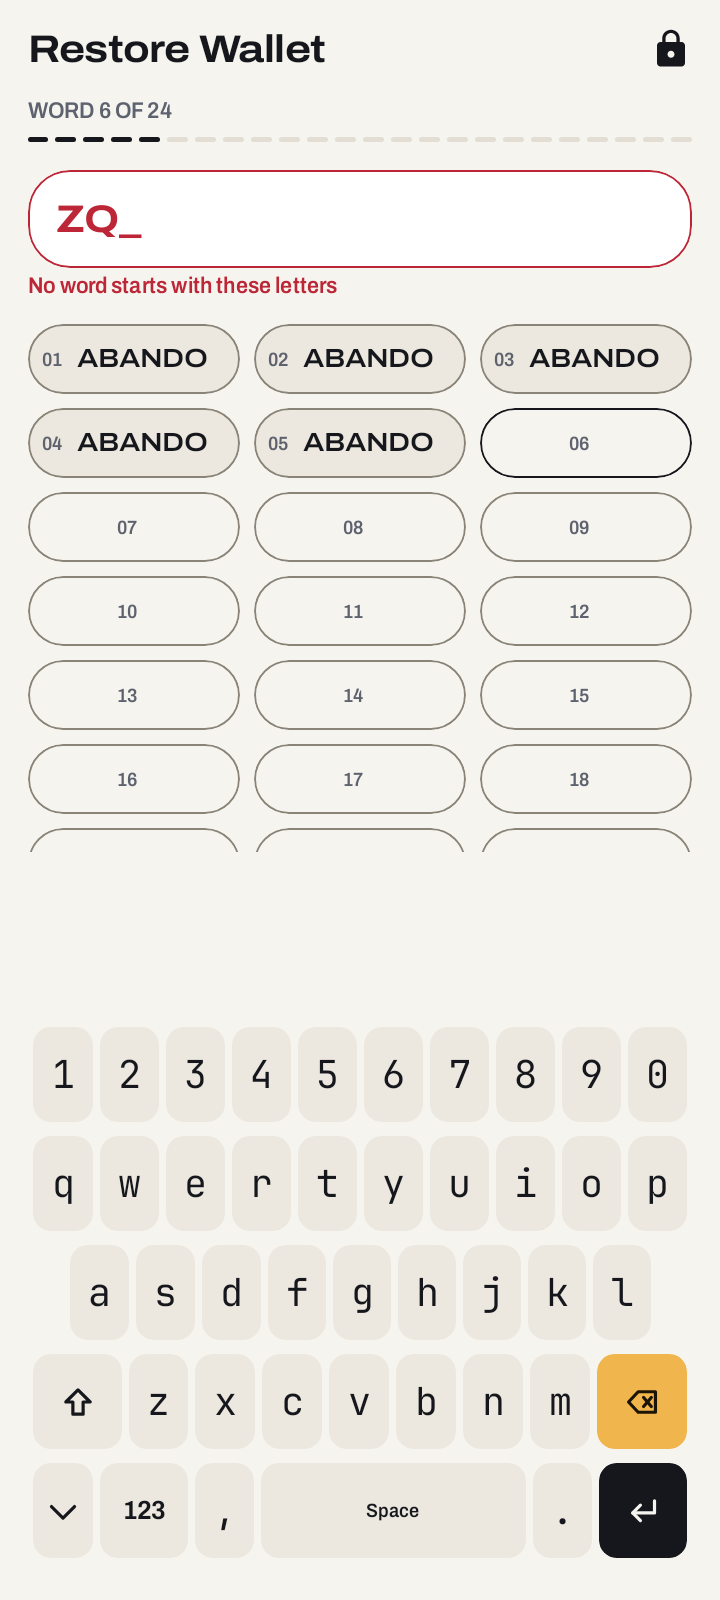 Restore Wallet
WORD 6 OF 24
ZQ_
No word starts with these letters
01 ABANDO 02 ABANDO 03 ABANDO
04 ABANDO 05 ABANDO 06
07 08 09
10 11 12
13 14 15
16 17 18
1 2 3 4 5 6 7 8 9 0
q w e r t y u i o p
a s d f g h j k l
z x c v b n m
123 , Space .